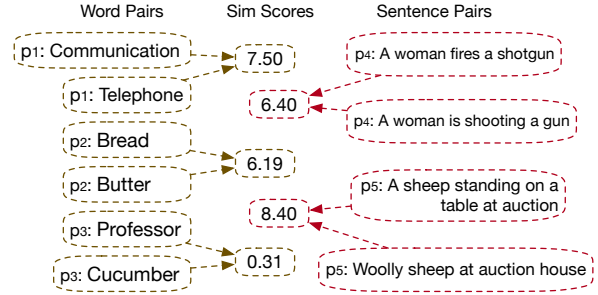 Word Pairs
Sim Scores
Sentence Pairs
p1: Communication
7.50
p4: A woman fires a shotgun
p1: Telephone
6.40
p4: A woman is shooting a gun
p2: Bread
6.19
p2: Butter
p5: A sheep standing on a
table at auction
8.40
p3: Professor
0.31
p5: Woolly sheep at auction house
p3: Cucumber